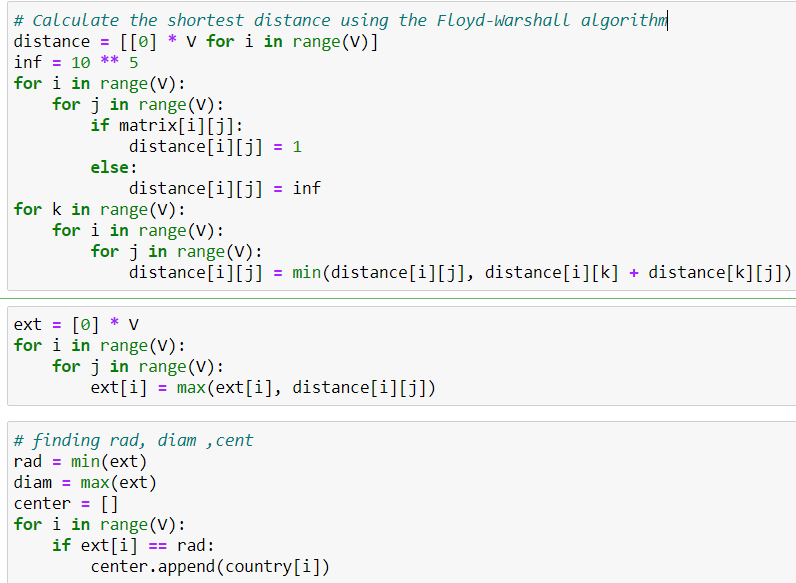 # Calculate the shortest distance using the Floyd-Warshall algorithm
distance = [[0] * V for i in range(V)]
inf = 10 ** 5
for i in range(V):
    for j in range(V):
        if matrix[i][j]:
            distance[i][j] = 1
        else:
            distance[i][j] = inf
for k in range(V):
    for i in range(V):
        for j in range(V):
            distance[i][j] = min(distance[i][j], distance[i][k] + distance[k][j])
ext = [0] * V
for i in range(V):
    for j in range(V):
        ext[i] = max(ext[i], distance[i][j])
# finding rad, diam ,cent
rad = min(ext)
diam = max(ext)
center = []
for i in range(V):
    if ext[i] == rad:
        center.append(country[i])